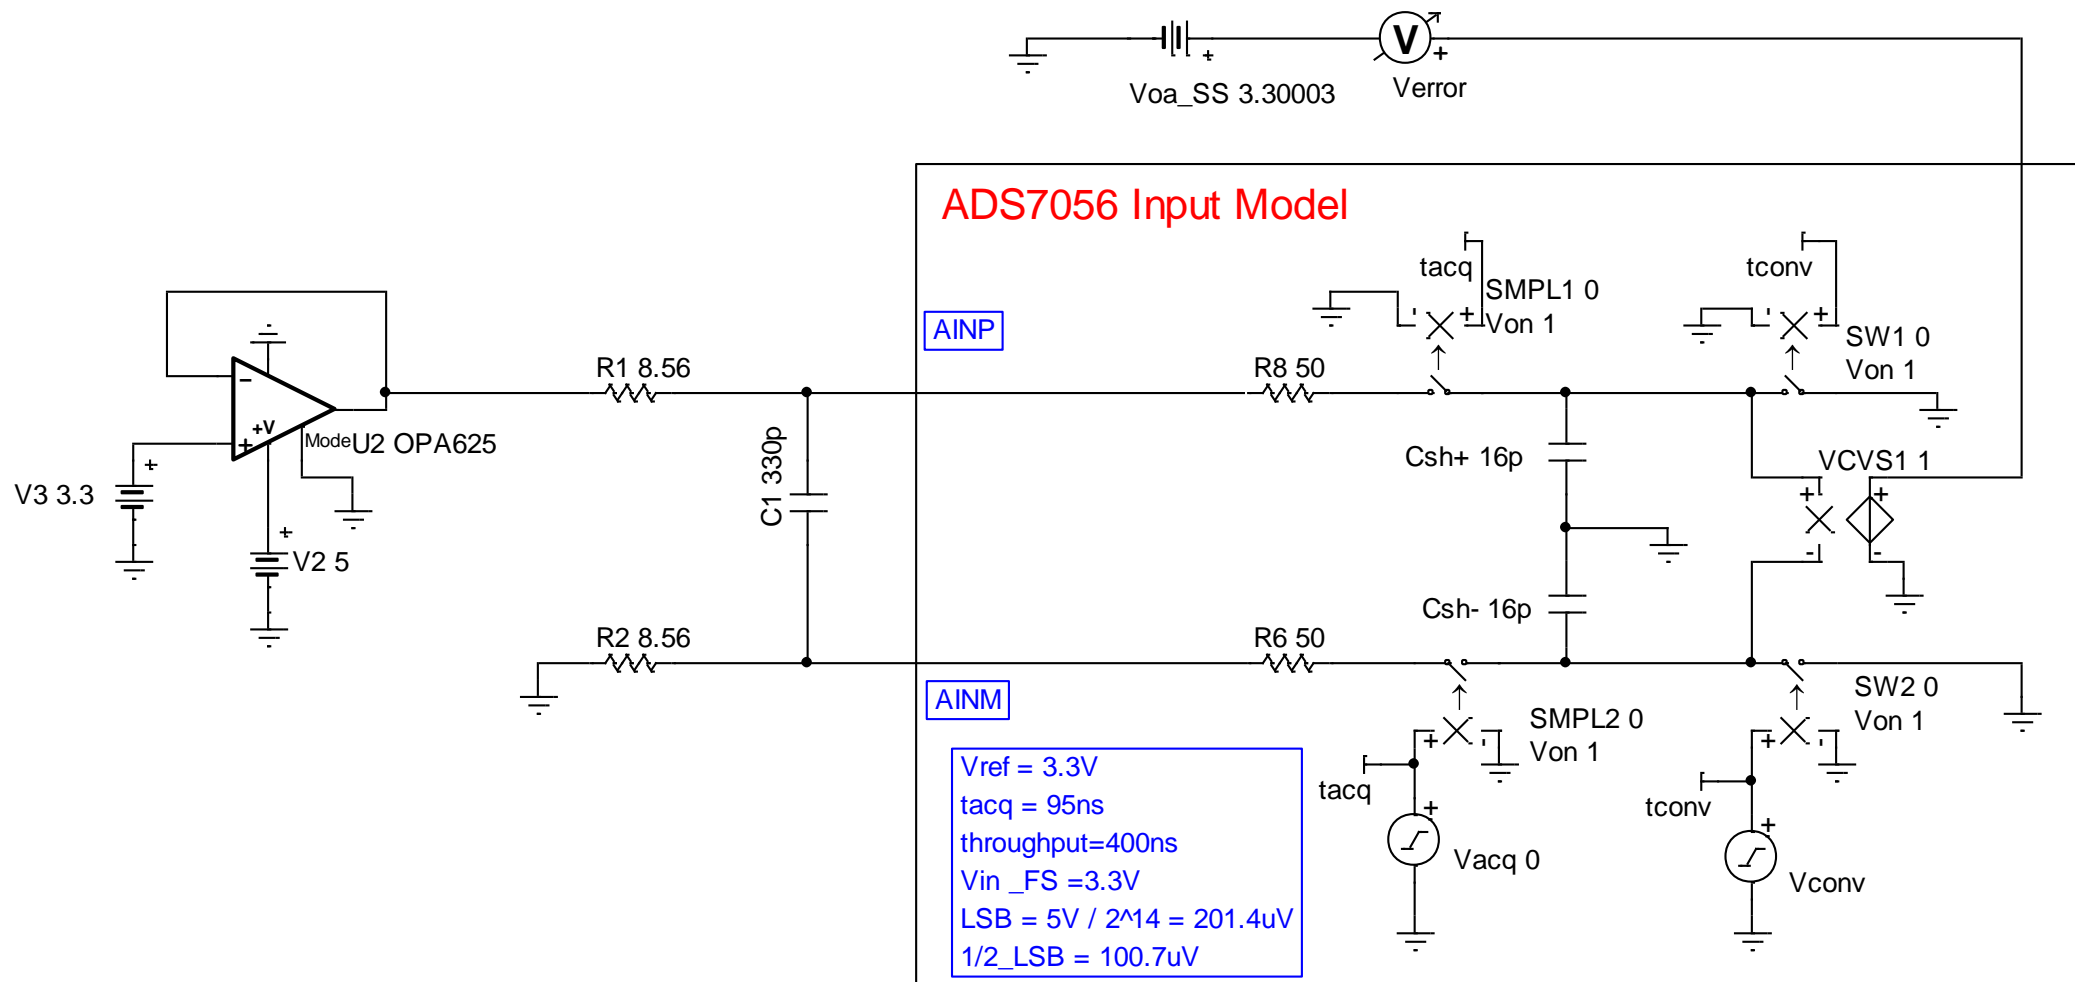 Voa_SS 3.30003
Verror
ADS7056 Input Model
tacq
SMPL1 0
Von 1
tconv
SW1 0
Von 1
AINP
R1 8.56
R8 50
+V
Mode
U2 OPA625
V3 3.3
V2 5
C1 330p
Csh+ 16p
VCVS1 1
Csh- 16p
R2 8.56
R6 50
AINM
SMPL2 0
Von 1
SW2 0
Von 1
tacq
tconv
Vacq 0
Vconv
Vref = 3.3V
tacq = 95ns
throughput=400ns
Vin _FS =3.3V
LSB = 5V / 2^14 = 201.4uV
1/2_LSB = 100.7uV